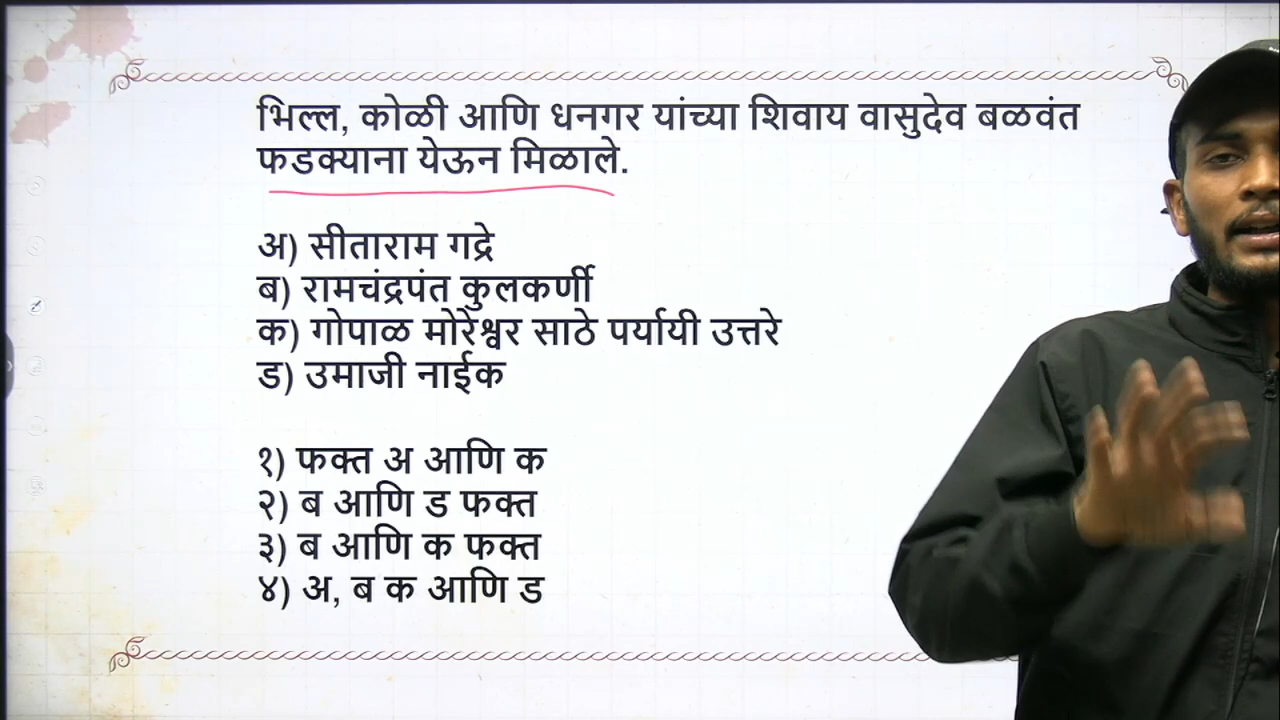 भिल्ल, कोळी आणि धनगर यांच्या शिवाय वासुदेव बळवंत
फडक्याना येऊन मिळाले.
अ) सीताराम गद्रे
ब) रामचंद्रपंत कुलकर्णी
क) गोपाळ मोरेश्वर साठे पर्यायी उत्तरे
ड) उमाजी नाईक
१) फक्त अ आणि क
२) ब आणि ड फक्त
३) ब आणि क फक्त
४) अ, ब क आणि ड